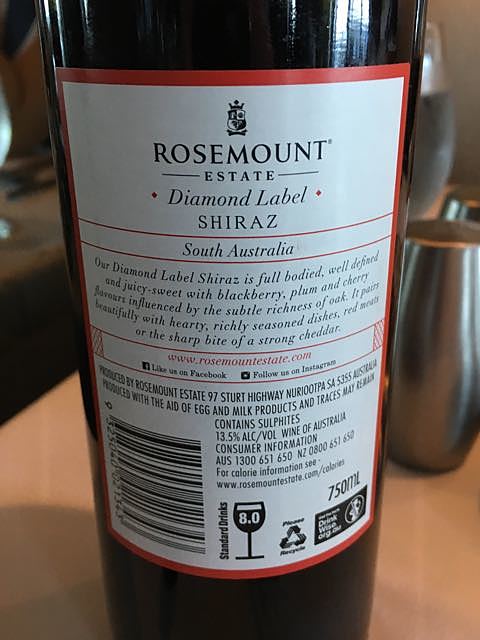 ROSEMOUNT
ESTATE
Diamond Label
SHIRAZ
South Australia
Our Diamond Label Shiraz is full bodied, well defined
and juicy-sweet with blackberry, plum and cherry
flavours influenced by the subtle richness of oak. It pairs
beautifully with hearty, richly seasoned dishes, red meats
or the sharp bite of a strong cheddar.
www.rosemountestate.com
Like us on Facebook Follow us on Instagram
PRODUCED BY ROSEMOUNT ESTATE 97 STURT HIGHWAY NURIOOTPA SA 5355 AUSTRALIA
PRODUCED WITH THE AID OF EGG AND MILK PRODUCTS AND TRACES MAY REMAIN
CONTAINS SULPHITES
13.5% ALC/VOL WINE OF AUSTRALIA
CONSUMER INFORMATION
AUS 1300 651 650 NZ 0800 651 650
For calorie information see -
www.rosemountestate.com/calories
750ML
Standard Drinks
8.0
Please
Recycle
Drink
Wise
.org.au